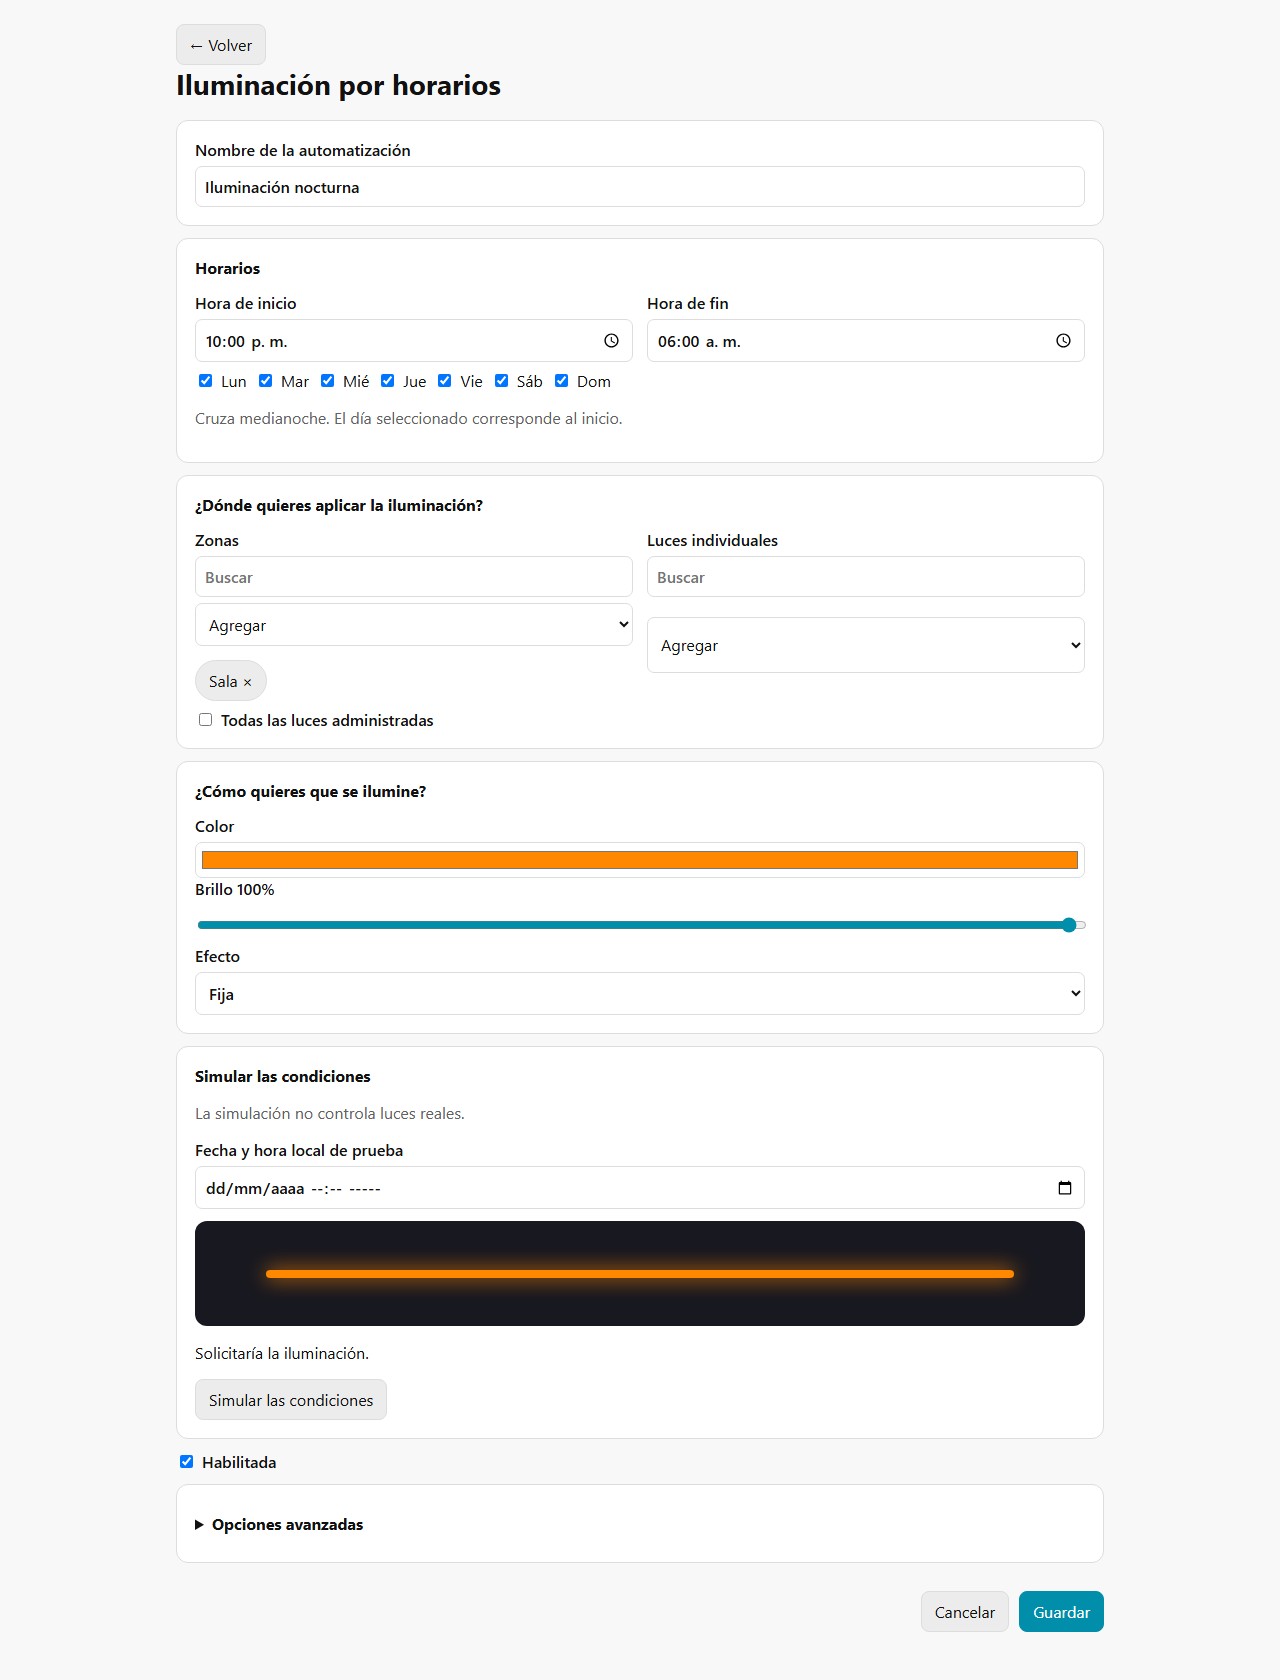 ← Volver
Iluminación por horarios
Nombre de la automatización
Iluminación nocturna
Horarios
Hora de inicio
Hora de fin
10:00 p. m.
06:00 a. m.
Lun Mar Mié Jue Vie Sáb Dom
Cruza medianoche. El día seleccionado corresponde al inicio.
¿Dónde quieres aplicar la iluminación?
Zonas
Luces individuales
Buscar
Buscar
Agregar
Agregar
Sala ×
Todas las luces administradas
¿Cómo quieres que se ilumine?
Color
Brillo 100%
Efecto
Fija
Simular las condiciones
La simulación no controla luces reales.
Fecha y hora local de prueba
dd/mm/aaaa --:-- -----
Solicitaría la iluminación.
Simular las condiciones
Habilitada
Opciones avanzadas
Cancelar
Guardar